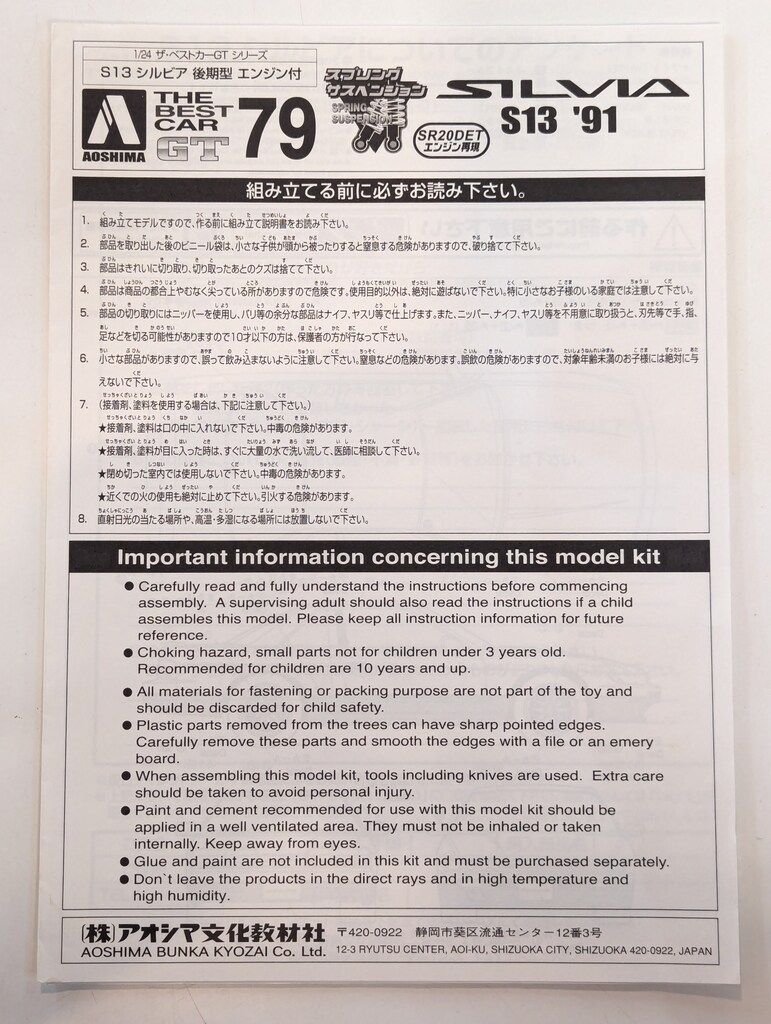 1/24 ザ・ベストカーGT シリーズ
S13 シルビア 後期型 エンジン付
AOSHIMA
THE
BEST
CAR
GT
79
スプリング
サスペンション
SPRING
SUSPENSION
SILVIA
S13 '91
SR20DET
エンジン再現
組み立てる前に必ずお読み下さい。
1. 組み立てモデルですので、作る前に組み立て説明書をお読み下さい。
2. 部品を取り出した後のビニール袋は、小さな子供が頭から被ったりすると窒息する危険がありますので、破り捨てて下さい。
3. 部品はきれいに切り取り、切り取ったあとのクズは捨てて下さい。
4. 部品は商品の都合上やむなく尖っている所がありますので危険です。使用目的以外は、絶対に遊ばないで下さい。特に小さなお子様のいる家庭では注意して下さい。
5. 部品の切り取りにはニッパーを使用し、バリ等の余分な部品はナイフ、ヤスリ等で仕上げます。また、ニッパー、ナイフ、ヤスリ等を不用意に取り扱うと、刃先等で手、指、
足などを切る可能性がありますので10才以下の方は、保護者の方が行なって下さい。
6. 小さな部品がありますので、誤って飲み込まないように注意して下さい。窒息などの危険があります。誤飲の危険がありますので、対象年齢未満のお子様には絶対に与
えないで下さい。
7. (接着剤、塗料を使用する場合は、下記に注意して下さい。)
★接着剤、塗料は口の中に入れないで下さい。中毒の危険があります。
★接着剤、塗料が目に入った時は、すぐに大量の水で洗い流して、医師に相談して下さい。
★閉め切った室内では使用しないで下さい。中毒の危険があります。
★近くでの火の使用も絶対に止めて下さい。引火する危険があります。
8. 直射日光の当たる場所や、高温・多湿になる場所には放置しないで下さい。
Important information concerning this model kit
● Carefully read and fully understand the instructions before commencing
assembly. A supervising adult should also read the instructions if a child
assembles this model. Please keep all instruction information for future
reference.
● Choking hazard, small parts not for children under 3 years old.
Recommended for children are 10 years and up.
● All materials for fastening or packing purpose are not part of the toy and
should be discarded for child safety.
● Plastic parts removed from the trees can have sharp pointed edges.
Carefully remove these parts and smooth the edges with a file or an emery
board.
● When assembling this model kit, tools including knives are used. Extra care
should be taken to avoid personal injury.
● Paint and cement recommended for use with this model kit should be
applied in a well ventilated area. They must not be inhaled or taken
internally. Keep away from eyes.
● Glue and paint are not included in this kit and must be purchased separately.
● Don`t leave the products in the direct rays and in high temperature and
high humidity.
(株)アオシマ文化教材社 〒420-0922 静岡市葵区流通センター12番3号
AOSHIMA BUNKA KYOZAI Co. Ltd. 12-3 RYUTSU CENTER, AOI-KU, SHIZUOKA CITY, SHIZUOKA 420-0922, JAPAN